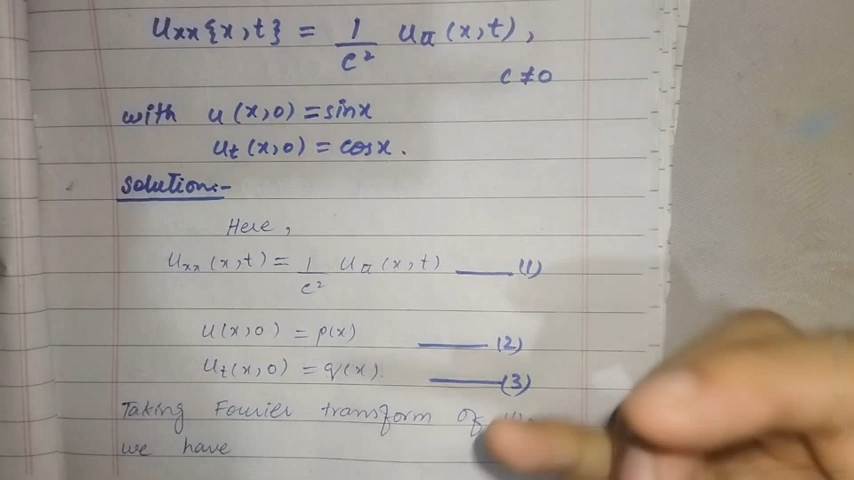 uxx{x,t} = 1/c² utt(x,t),
c ≠ 0
with u(x,0) = sinx
ut(x,0) = cosx.
Solution:-
Here,
uxx(x,t) = 1/c² utt(x,t) —— (1)
u(x,0) = p(x) —— (2)
ut(x,0) = q(x). —— (3)
Taking Fourier transform of
we have